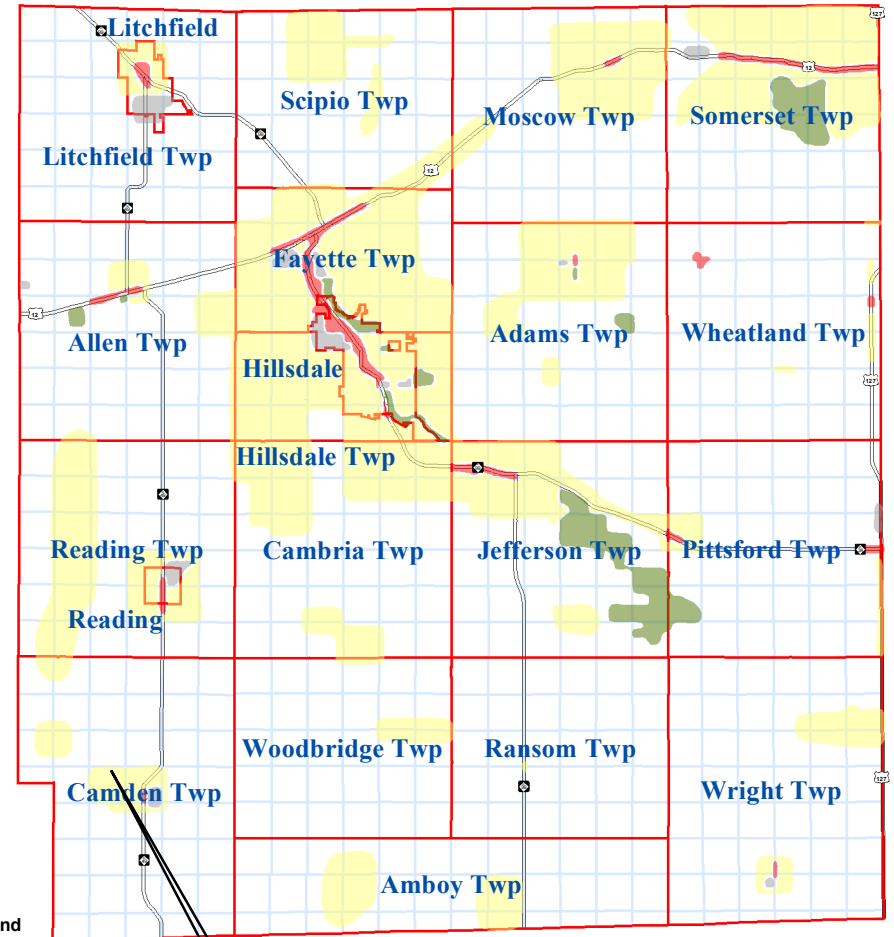 Litchfield
127
12
Scipio Twp
Moscow Twp
Somerset Twp
Litchfield Twp
12
Fayette Twp
12
Allen Twp
Adams Twp
Wheatland Twp
Hillsdale
127
Hillsdale Twp
Reading Twp
Cambria Twp
Jefferson Twp
Pittsford Twp
Reading
Woodbridge Twp
Ransom Twp
127
Camden Twp
Wright Twp
Amboy Twp
nd